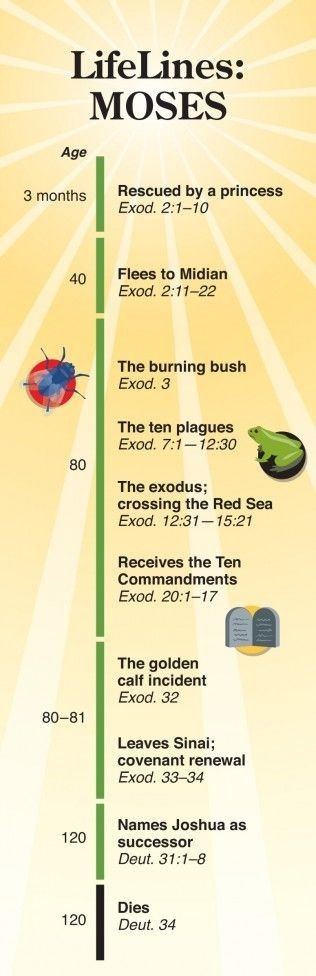 LifeLines:
MOSES
Age
3 months
Rescued by a princess
Exod. 2:1–10
40
Flees to Midian
Exod. 2:11–22
80
The burning bush
Exod. 3
The ten plagues
Exod. 7:1—12:30
The exodus;
crossing the Red Sea
Exod. 12:31—15:21
Receives the Ten
Commandments
Exod. 20:1–17
80–81
The golden
calf incident
Exod. 32
Leaves Sinai;
covenant renewal
Exod. 33–34
120
Names Joshua as
successor
Deut. 31:1–8
120
Dies
Deut. 34